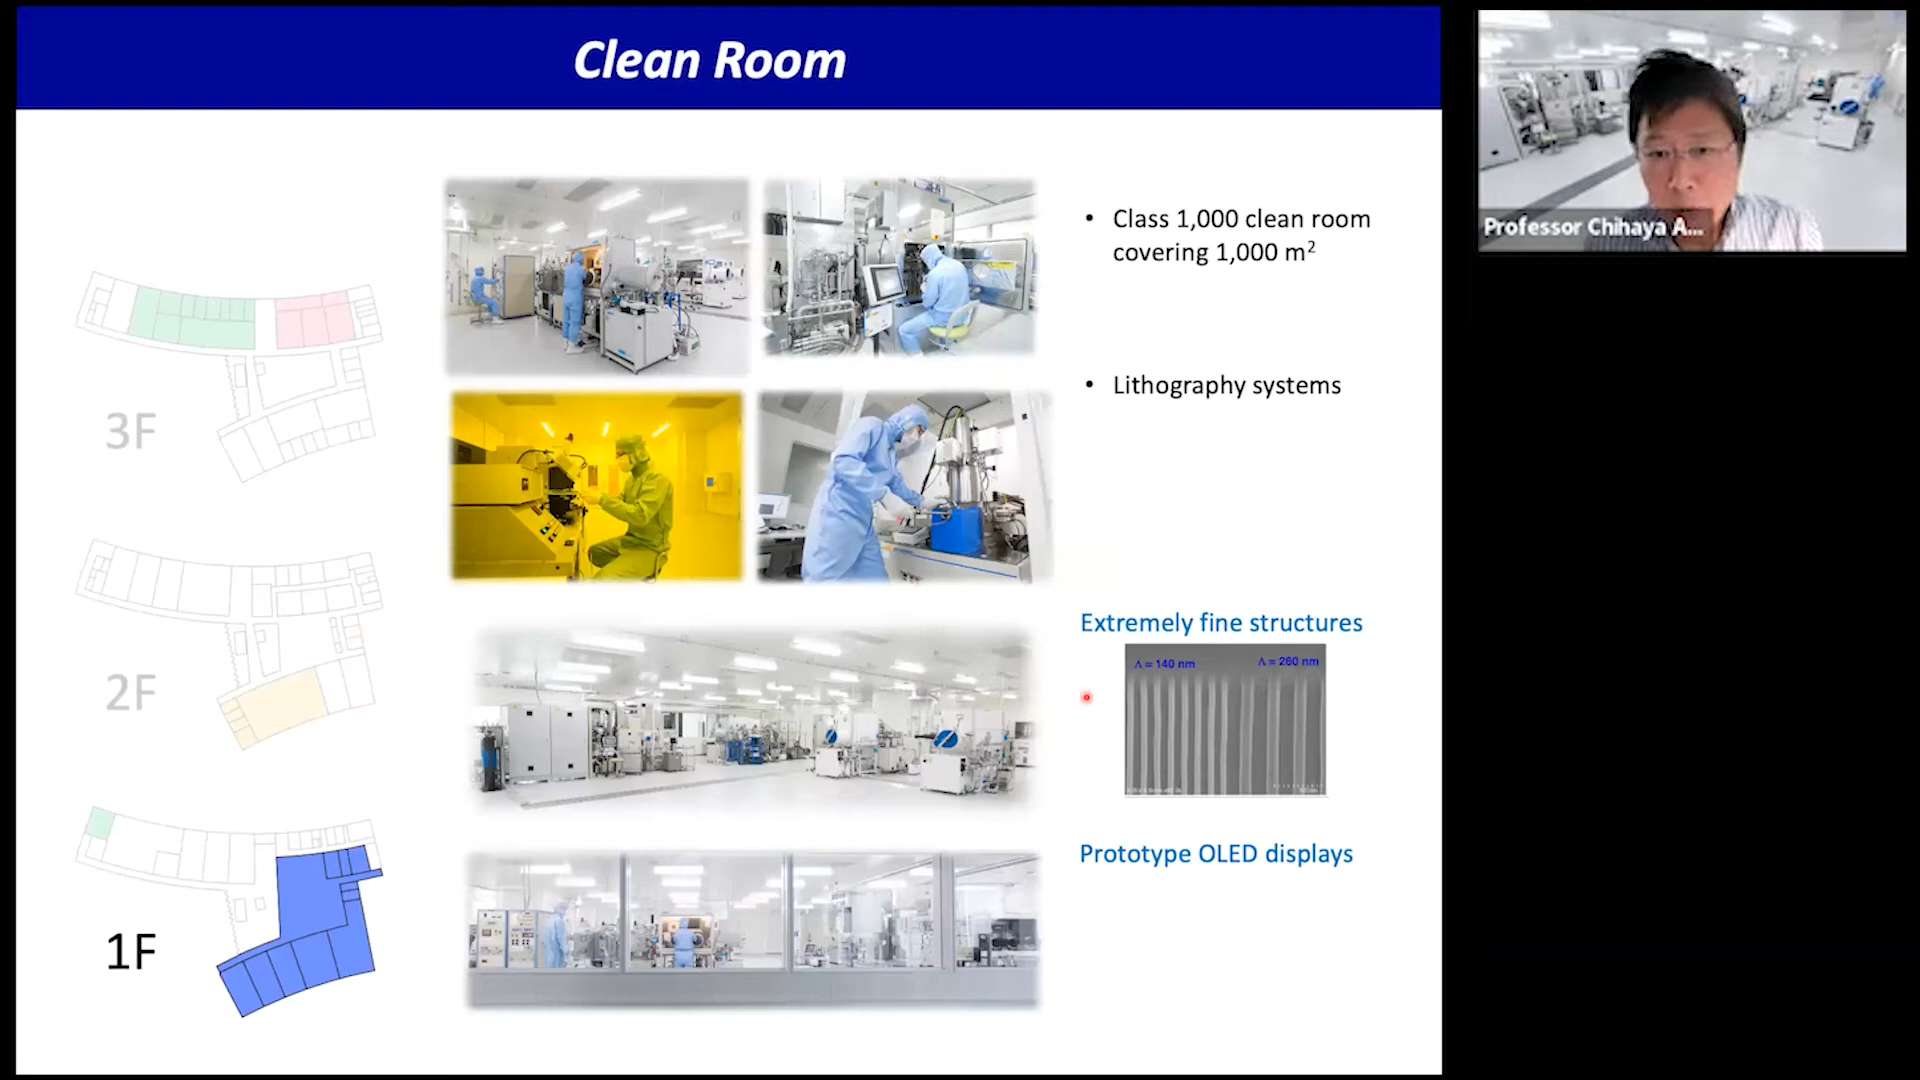 Clean Room
Professor Chihaya A...
• Class 1,000 clean room
covering 1,000 m²
• Lithography systems
3F
2F
1F
Extremely fine structures
Λ = 140 nm
Λ = 260 nm
Prototype OLED displays